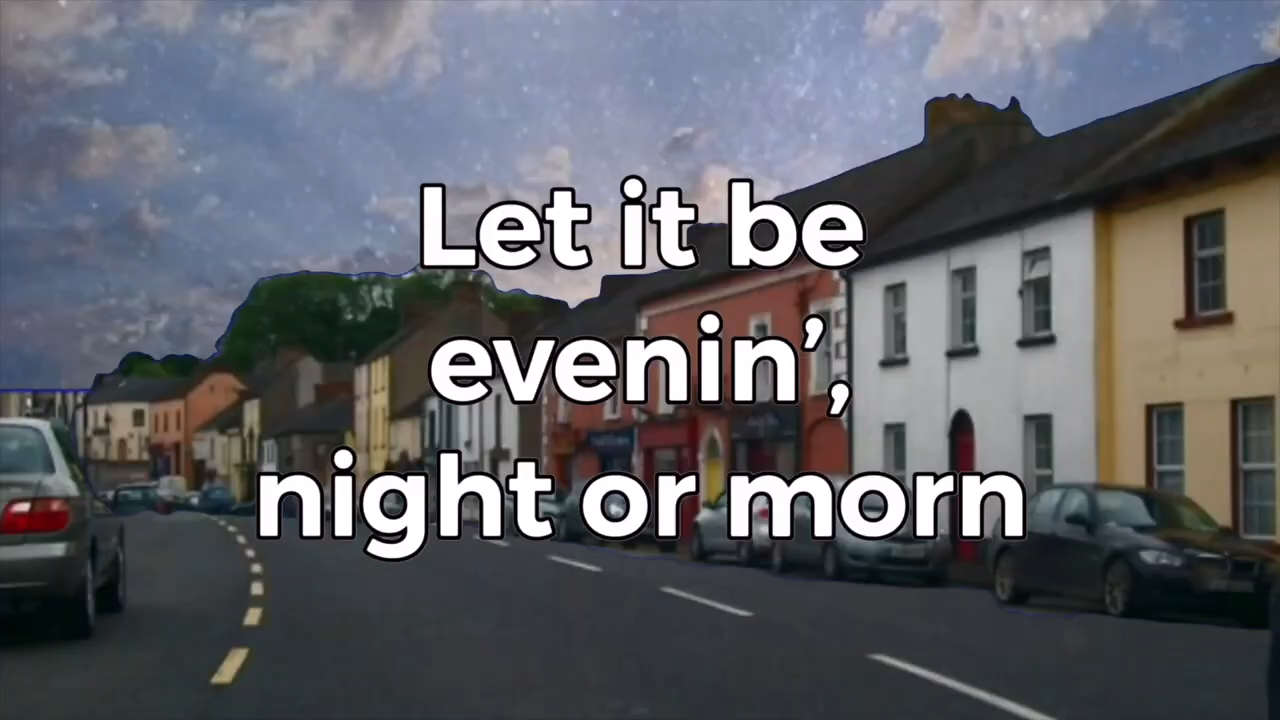 Let it be
evenin’,
night or morn